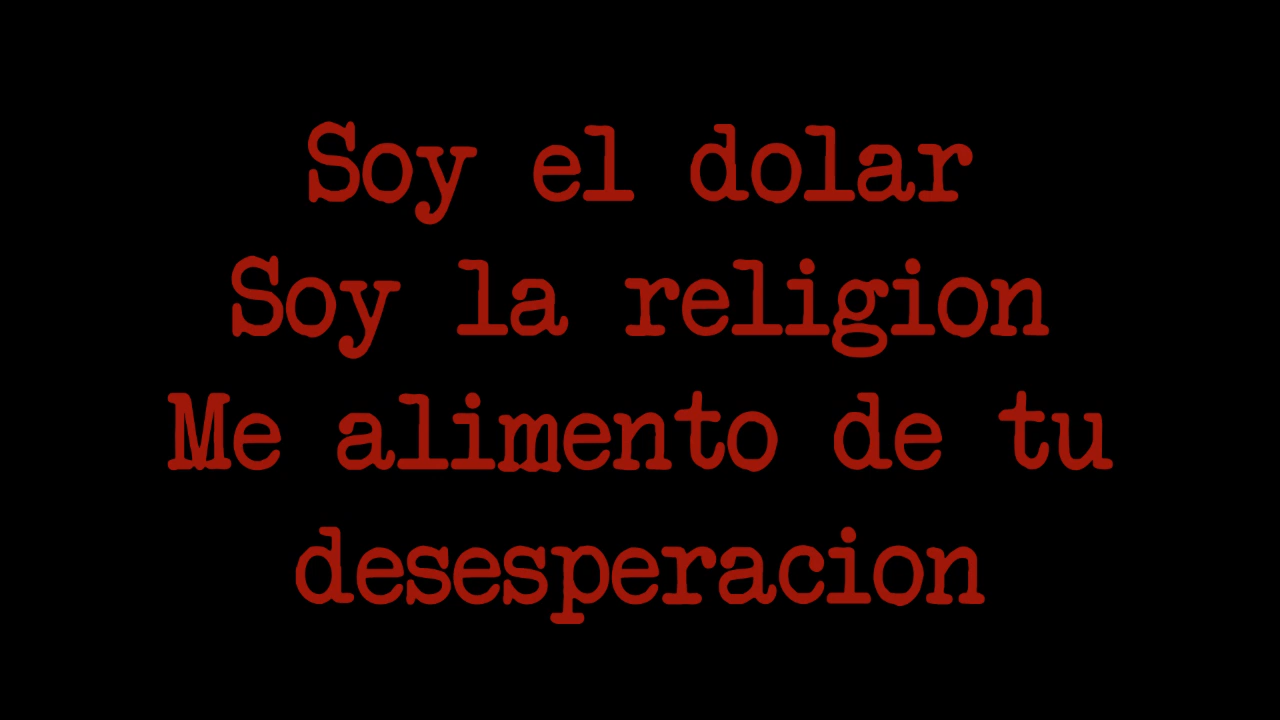 Soy el dolar
Soy la religion
Me alimento de tu
desesperacion